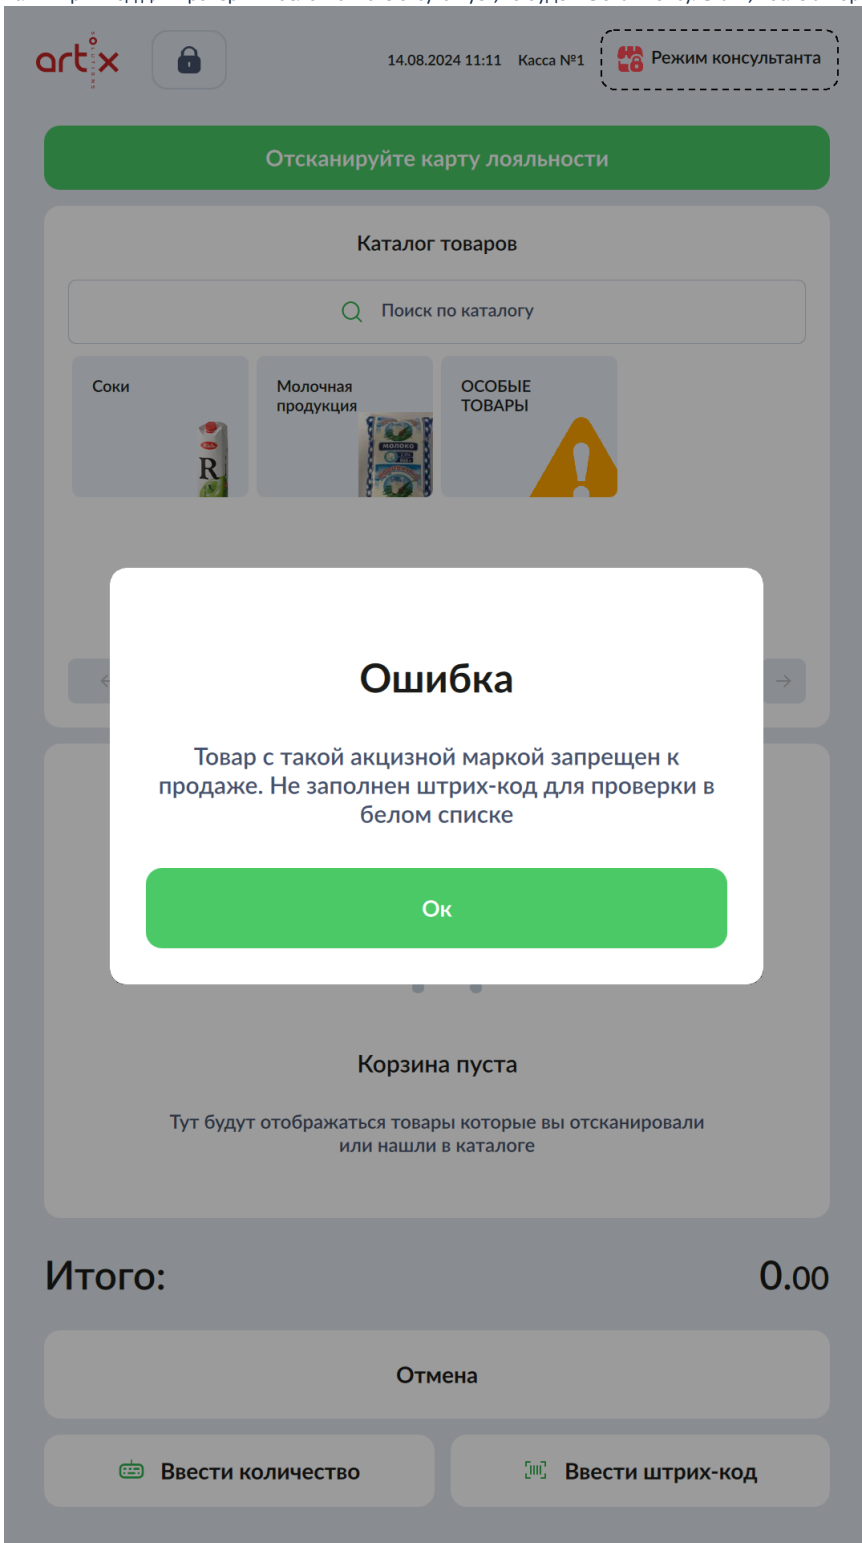 artix
14.08.2024 11:11 Касса №1 Режим консультанта
Отсканируйте карту лояльности
Каталог товаров
Поиск по каталогу
Соки
Молочная
продукция
ОСОБЫЕ
ТОВАРЫ
R
МОЛОКО
Ошибка
Товар с такой акцизной маркой запрещен к
продаже. Не заполнен штрих-код для проверки в
белом списке
Ок
Корзина пуста
Тут будут отображаться товары которые вы отсканировали
или нашли в каталоге
Итого: 0.00
Отмена
Ввести количество
Ввести штрих-код